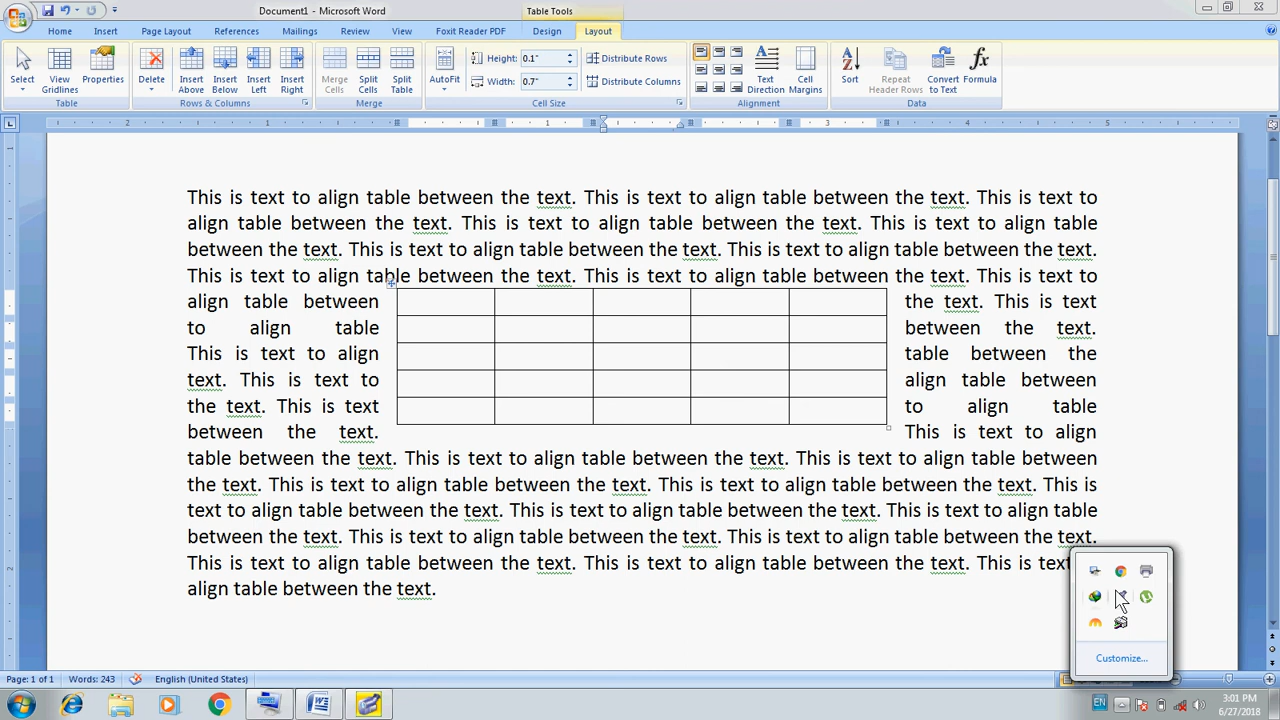 Document1 - Microsoft Word
Table Tools
Home Insert Page Layout References Mailings Review View Foxit Reader PDF Design Layout
Select View Gridlines Properties
Table
Delete Insert Above Insert Below Insert Left Insert Right
Rows & Columns
Merge Cells Split Cells Split Table
Merge
AutoFit Height: 0.1" Distribute Rows
Width: 0.7" Distribute Columns
Cell Size
Text Direction Cell Margins
Alignment
Sort Repeat Header Rows Convert to Text Formula
Data
2 1 1 3 4 5
This is text to align table between the text. This is text to align table between the text. This is text to
align table between the text. This is text to align table between the text. This is text to align table
between the text. This is text to align table between the text. This is text to align table between the text.
This is text to align table between the text. This is text to align table between the text. This is text to
align table between the text. This is text
to align table between the text.
This is text to align table between the
text. This is text to align table between
the text. This is text to align table
between the text. This is text to align
table between the text. This is text to align table between the text. This is text to align table between
the text. This is text to align table between the text. This is text to align table between the text. This is
text to align table between the text. This is text to align table between the text. This is text to align table
between the text. This is text to align table between the text. This is text to align table between the text.
This is text to align table between the text. This is text to align table between the text. This is text
align table between the text.
Customize...
Page: 1 of 1 Words: 243 English (United States)
EN 3:01 PM
6/27/2018